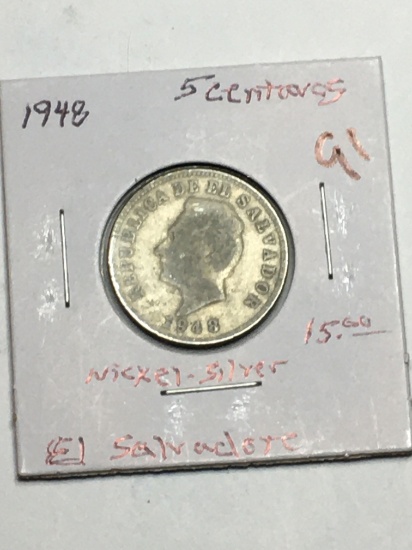 5 centavos
1948
G1
REPUBLICA DE EL SALVADOR
1948
15.00
Nickel-silver
El Salvadore